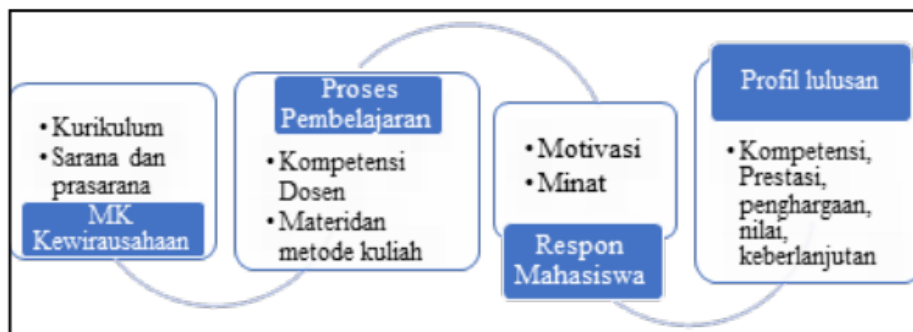 • Kurikulum
• Sarana dan
prasarana
MK
Kewirausahaan
Proses
Pembelajaran
• Kompetensi
Dosen
• Materidan
metode kuliah
• Motivasi
• Minat
Respon
Mahasiswa
Profil lulusan
• Kompetensi,
Prestasi,
penghargaan,
nilai,
keberlanjutan